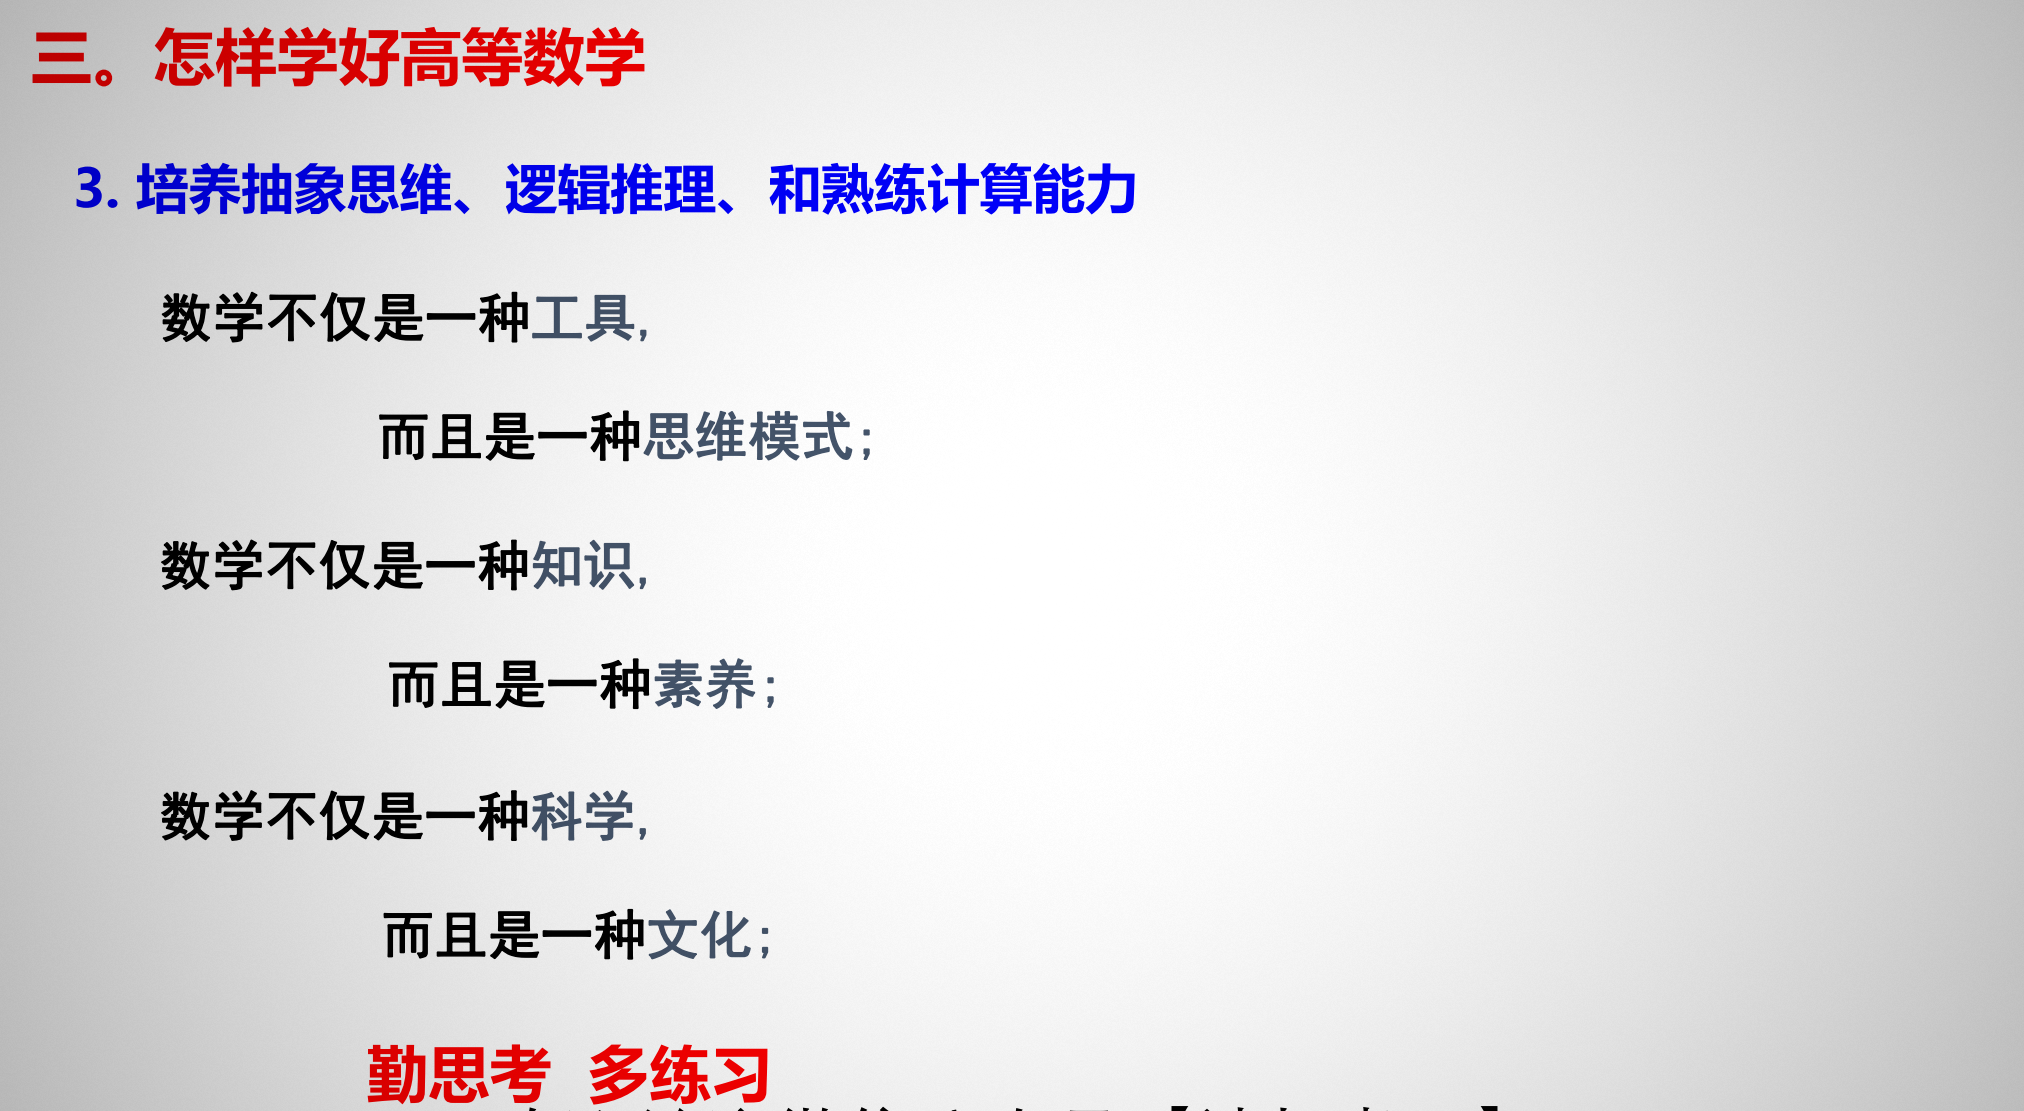 三。怎样学好高等数学
3. 培养抽象思维、逻辑推理、和熟练计算能力
数学不仅是一种工具,
而且是一种思维模式;
数学不仅是一种知识,
而且是一种素养;
数学不仅是一种科学,
而且是一种文化;
勤思考 多练习